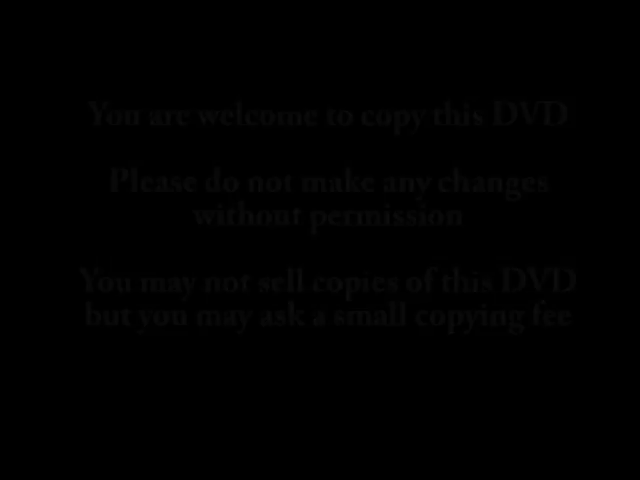 You are welcome to copy this DVD
Please do not make any changes
without permission
You may not sell copies of this DVD
but you may ask a small copying fee